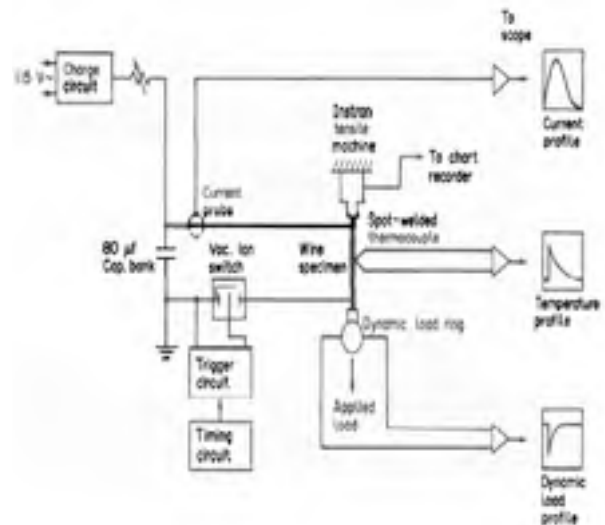 To
scope
115 V~
Charge
circuit
Current
profile
Instron
tensile
machine
To chart
recorder
Current
probe
80 μf
Cap. bank
Vac. Ion
switch
Wire
specimen
Spot-welded
thermocouple
Temperature
profile
Dynamic load ring
Trigger
circuit
Applied
load
Timing
circuit
Dynamic
load
profile